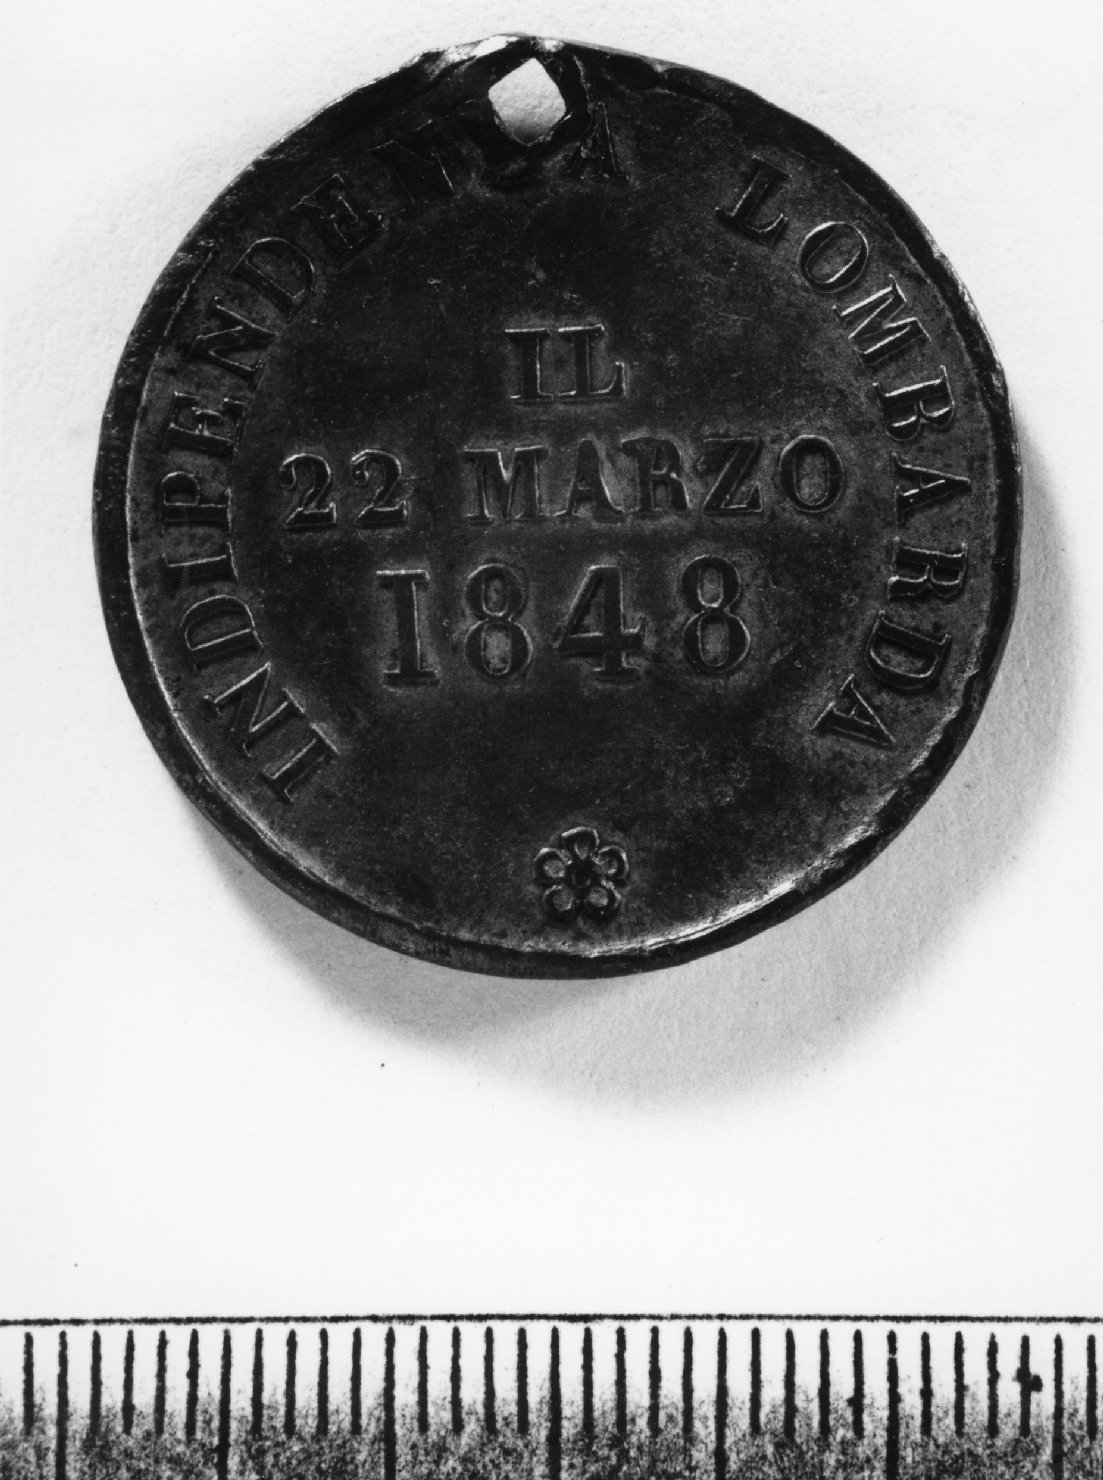 INDIPENDENZA LOMBARDA
IL
22 MARZO
1848